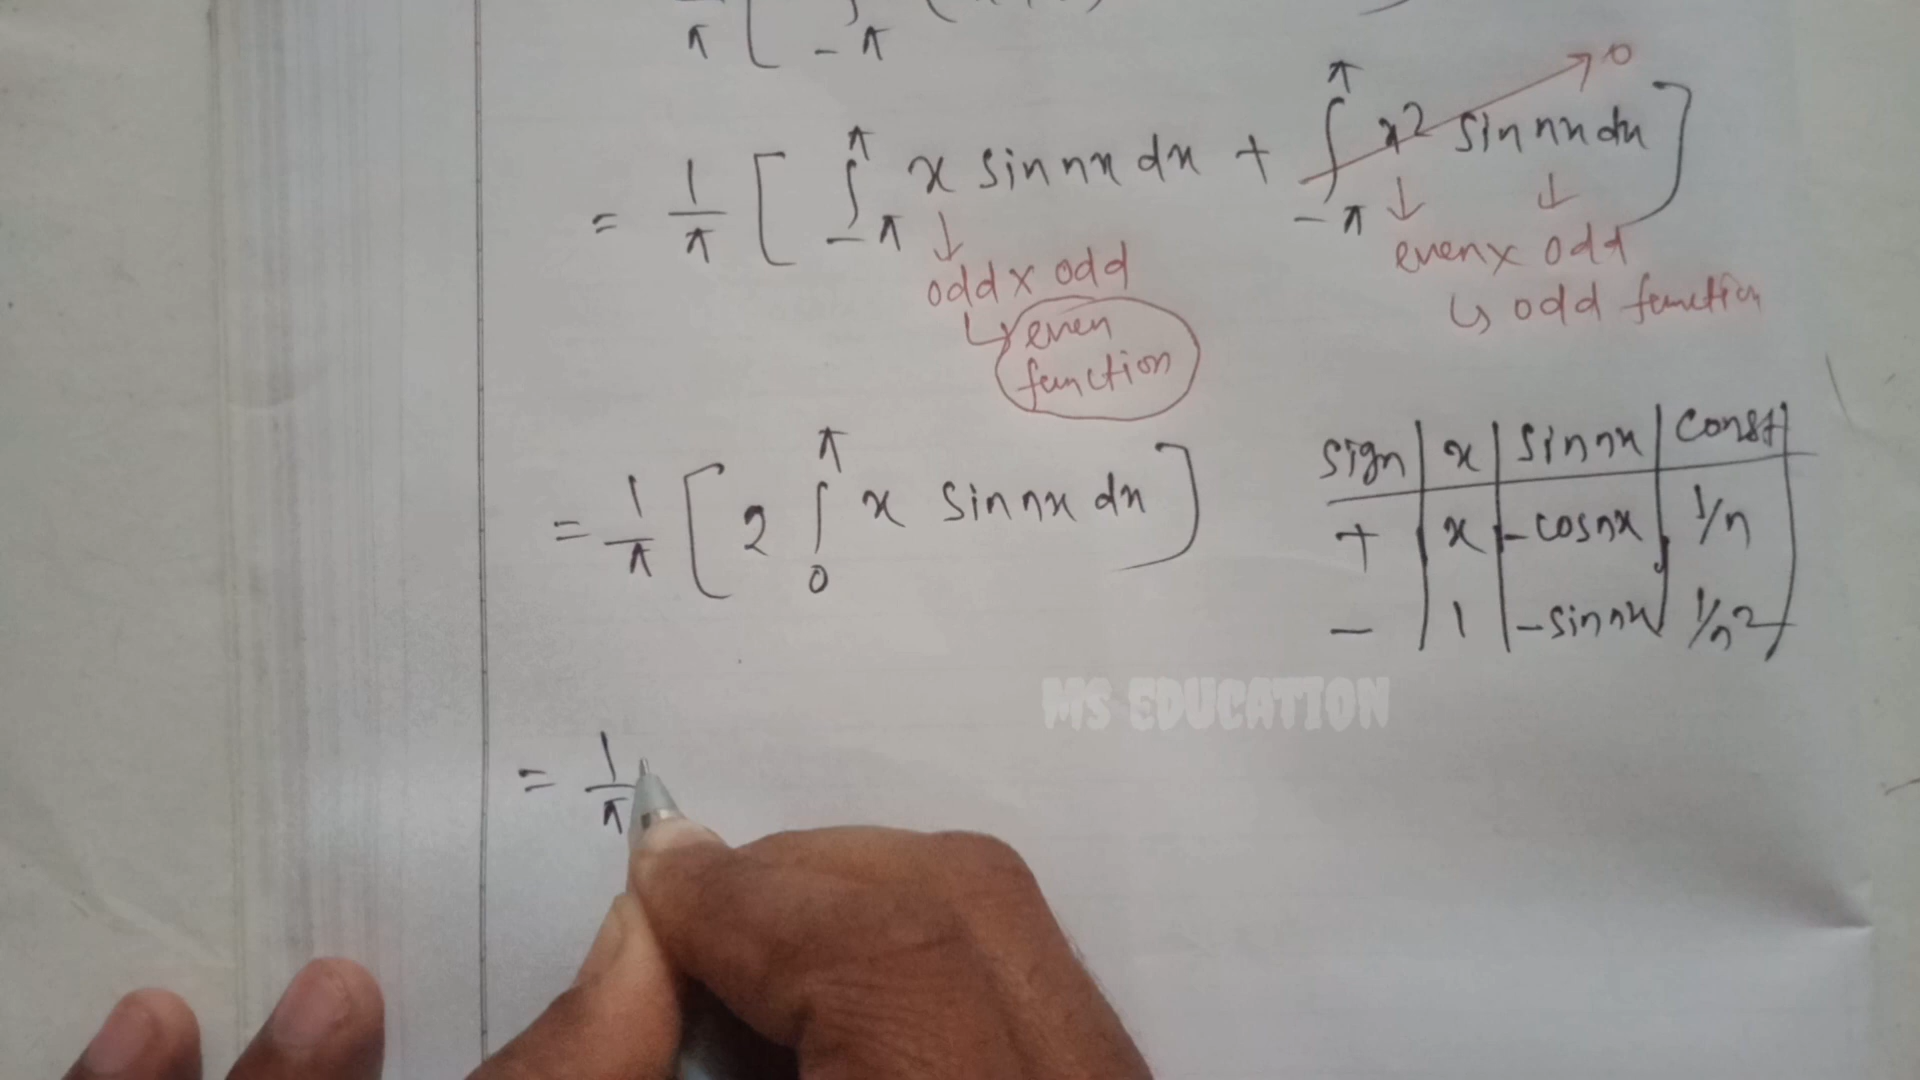 π [ ∫ -π
= 1/π [ ∫ -π π x sin nx dx + ∫ -π π x² sin nx dx ] → 0
↓ ↓ ↓
odd x odd
↳ even function
even x odd
↳ odd function
= 1/π [ 2 ∫ 0 π x sin nx dx ]
sign | x | sin nx | const
+ | x | -cos nx | 1/n
- | 1 | -sin nx | 1/n²
MS EDUCATION
= 1/π